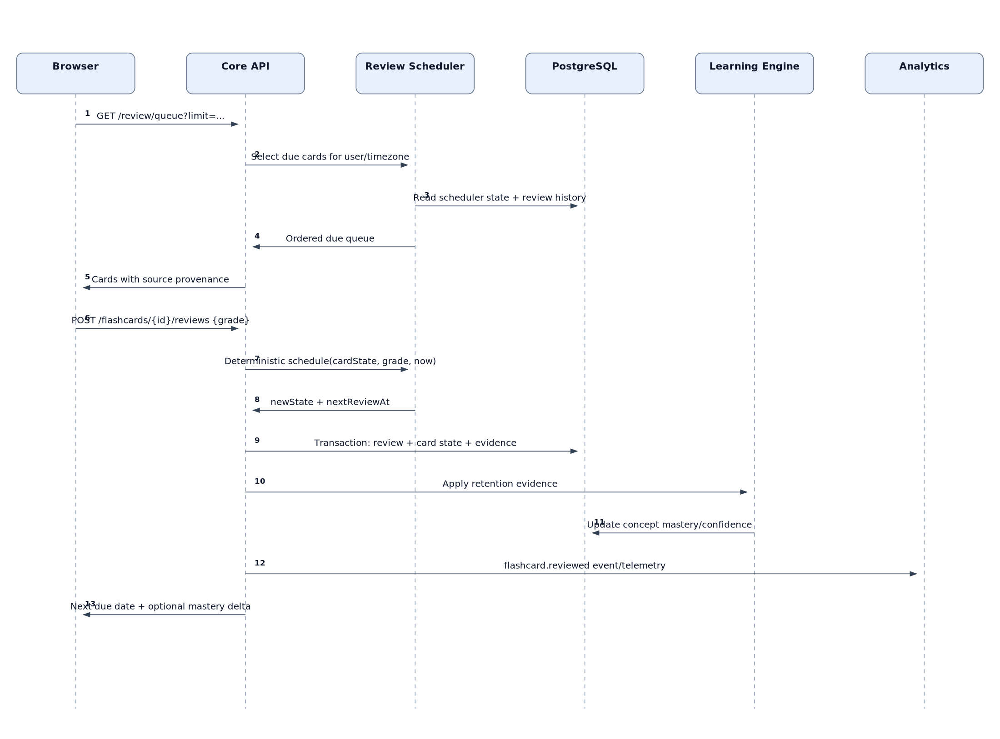 Browser
Core API
Review Scheduler
PostgreSQL
Learning Engine
Analytics
1 GET /review/queue?limit=...
2 Select due cards for user/timezone
3 Read scheduler state + review history
4 Ordered due queue
5 Cards with source provenance
6 POST /flashcards/{id}/reviews {grade}
7 Deterministic schedule(cardState, grade, now)
8 newState + nextReviewAt
9 Transaction: review + card state + evidence
10 Apply retention evidence
11 Update concept mastery/confidence
12 flashcard.reviewed event/telemetry
13 Next due date + optional mastery delta